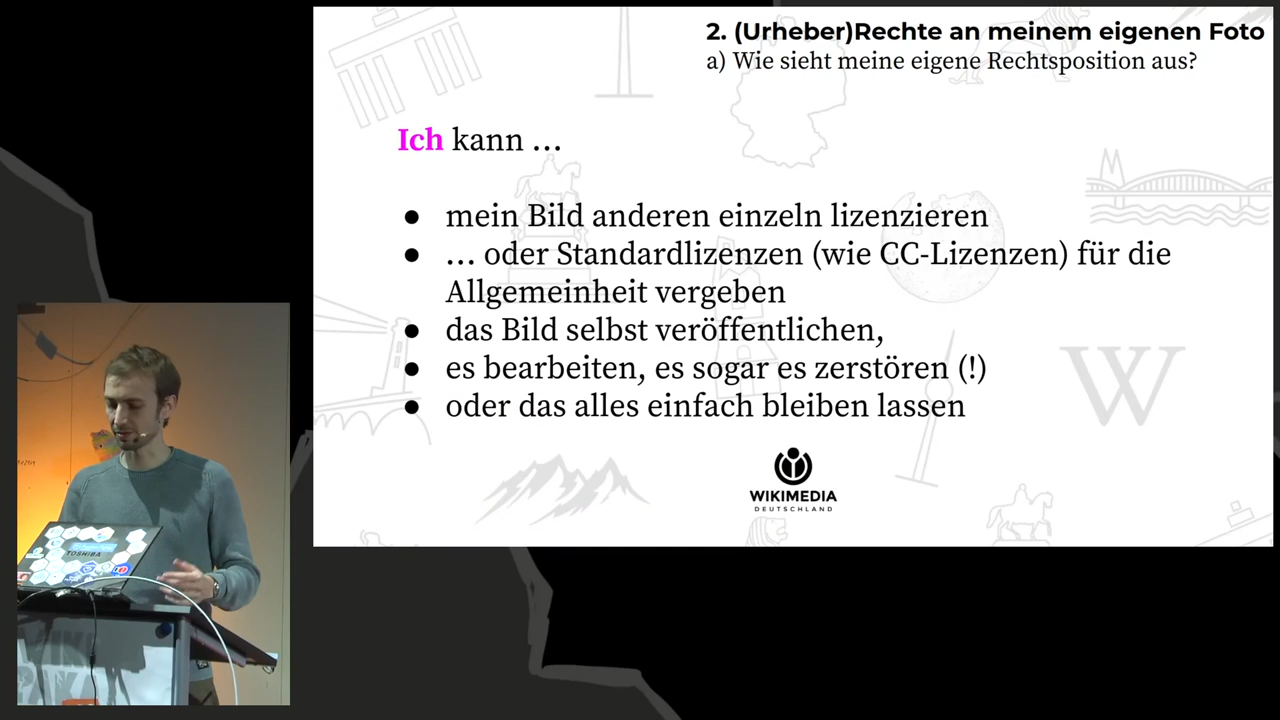 2. (Urheber)Rechte an meinem eigenen Foto
a) Wie sieht meine eigene Rechtsposition aus?
Ich kann …
● mein Bild anderen einzeln lizenzieren
● … oder Standardlizenzen (wie CC-Lizenzen) für die
Allgemeinheit vergeben
● das Bild selbst veröffentlichen,
● es bearbeiten, es sogar es zerstören (!)
● oder das alles einfach bleiben lassen
W
WIKIMEDIA
DEUTSCHLAND
TOSHIBA